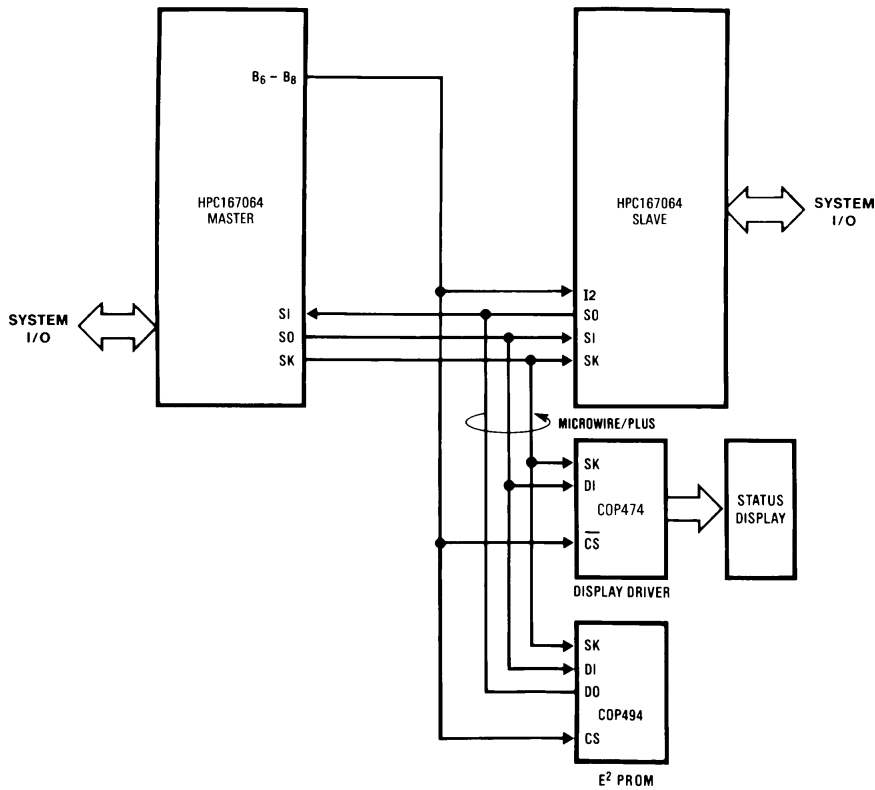 B6 – B8
HPC167064
MASTER
SI
SO
SK
SYSTEM
I/O
HPC167064
SLAVE
I2
SO
SI
SK
SYSTEM
I/O
MICROWIRE/PLUS
SK
DI
COP474
CS
DISPLAY DRIVER
STATUS
DISPLAY
SK
DI
DO
COP494
CS
E² PROM